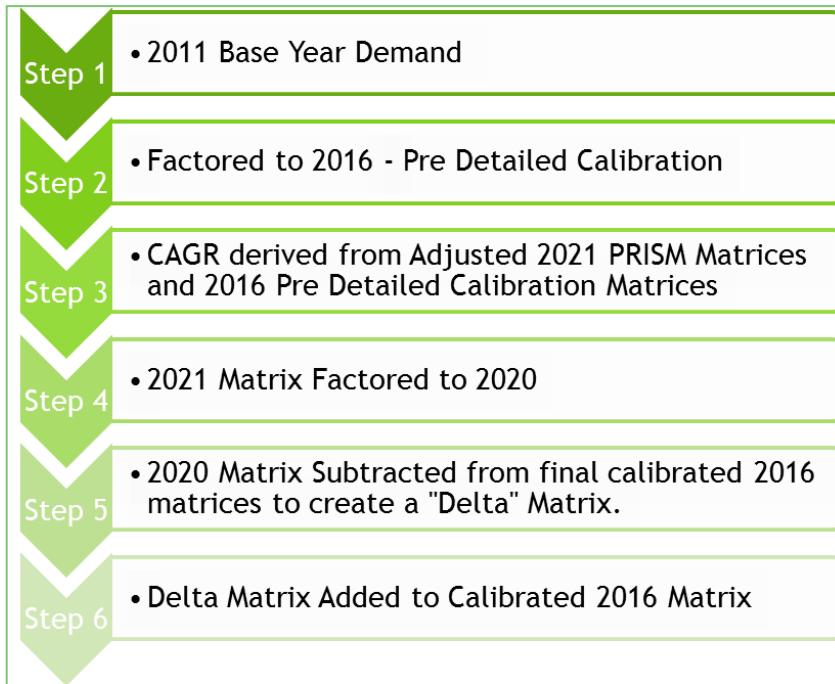 Step 1
• 2011 Base Year Demand
Step 2
• Factored to 2016 - Pre Detailed Calibration
Step 3
• CAGR derived from Adjusted 2021 PRISM Matrices
and 2016 Pre Detailed Calibration Matrices
Step 4
• 2021 Matrix Factored to 2020
Step 5
• 2020 Matrix Subtracted from final calibrated 2016
matrices to create a "Delta" Matrix.
Step 6
• Delta Matrix Added to Calibrated 2016 Matrix